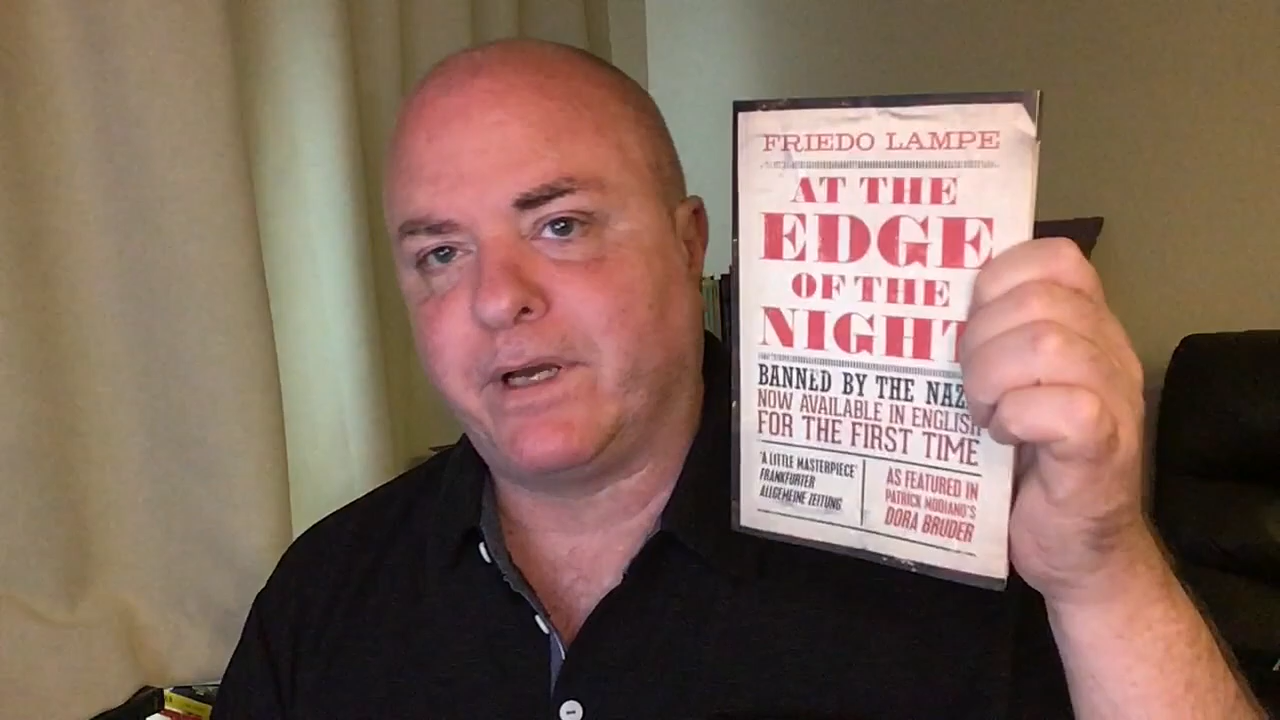 FRIEDO LAMPE
AT THE
EDGE
OF THE
NIGHT
BANNED BY THE NAZ
NOW AVAILABLE IN ENGLISH
FOR THE FIRST TIME
'A LITTLE MASTERPIECE'
FRANKFURTER
ALLGEMEINE ZEITUNG
AS FEATURED IN
PATRICK MODIANO'S
DORA BRUDER